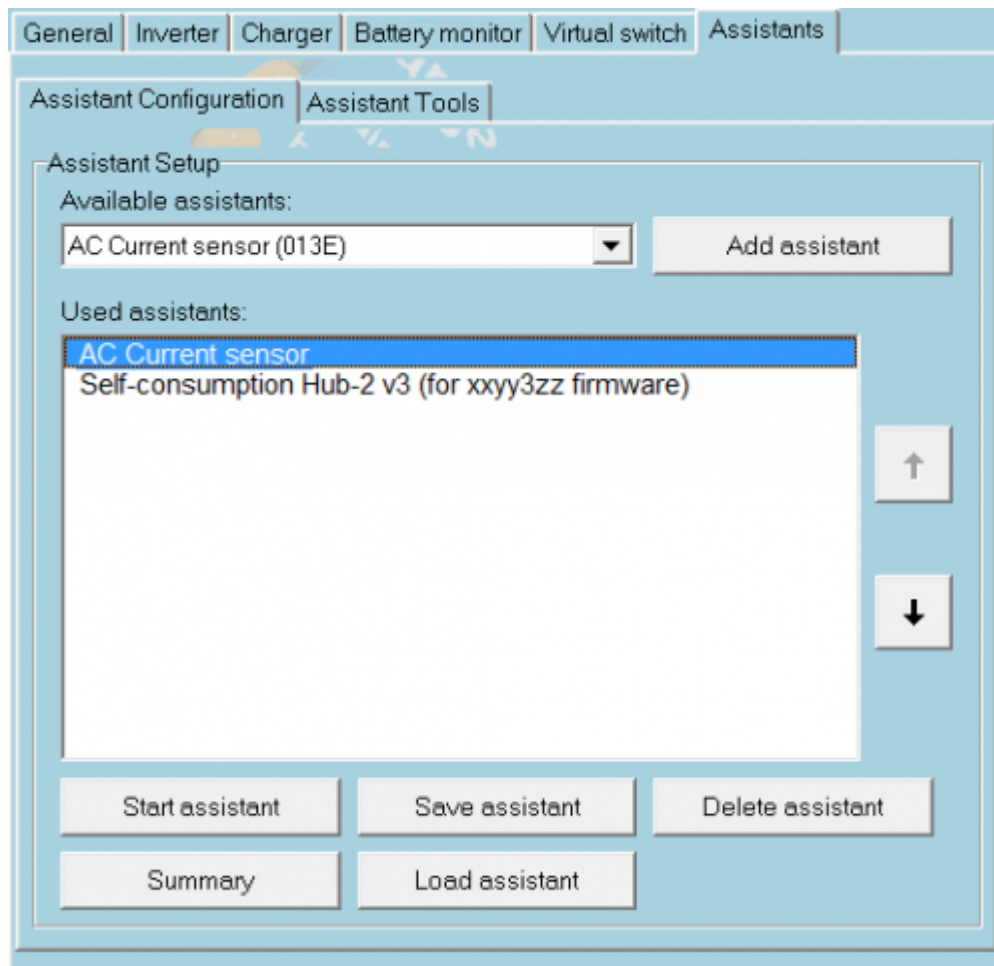 General Inverter Charger Battery monitor Virtual switch Assistants
Assistant Configuration Assistant Tools
Assistant Setup
Available assistants:
AC Current sensor (013E) Add assistant
Used assistants:
AC Current sensor
Self-consumption Hub-2 v3 (for xxyy3zz firmware)
Start assistant Save assistant Delete assistant
Summary Load assistant